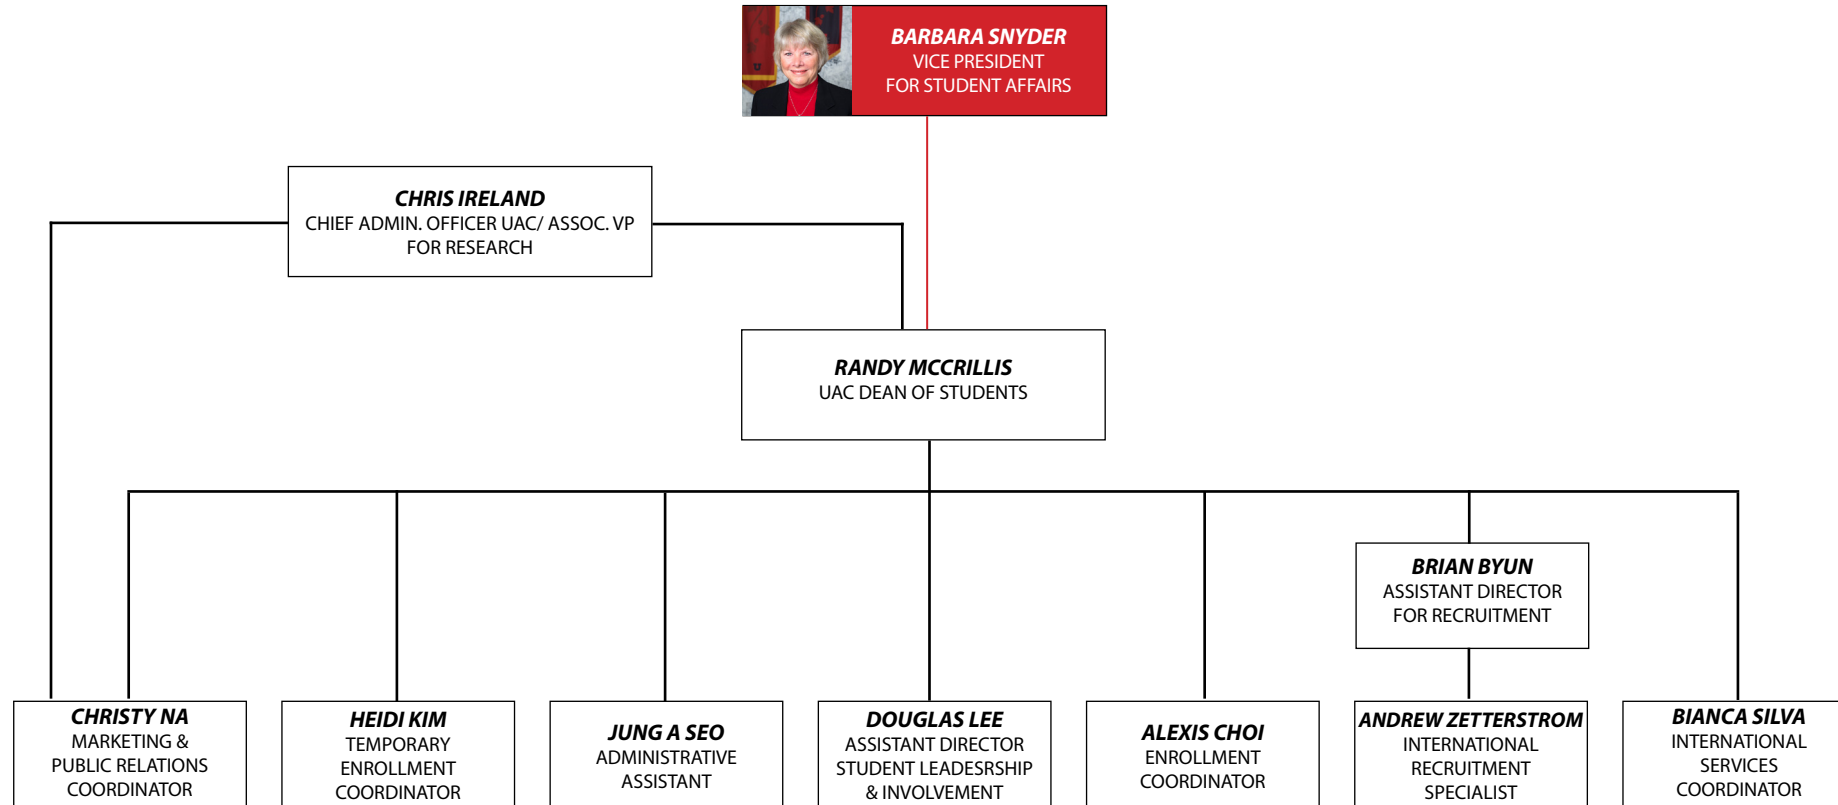 BARBARA SNYDER
VICE PRESIDENT
FOR STUDENT AFFAIRS
CHRIS IRELAND
CHIEF ADMIN. OFFICER UAC/ ASSOC. VP
FOR RESEARCH
RANDY MCCRILLIS
UAC DEAN OF STUDENTS
BRIAN BYUN
ASSISTANT DIRECTOR
FOR RECRUITMENT
CHRISTY NA
MARKETING &
PUBLIC RELATIONS
COORDINATOR
HEIDI KIM
TEMPORARY
ENROLLMENT
COORDINATOR
JUNG A SEO
ADMINISTRATIVE
ASSISTANT
DOUGLAS LEE
ASSISTANT DIRECTOR
STUDENT LEADESRSHIP
& INVOLVEMENT
ALEXIS CHOI
ENROLLMENT
COORDINATOR
ANDREW ZETTERSTROM
INTERNATIONAL
RECRUITMENT
SPECIALIST
BIANCA SILVA
INTERNATIONAL
SERVICES
COORDINATOR